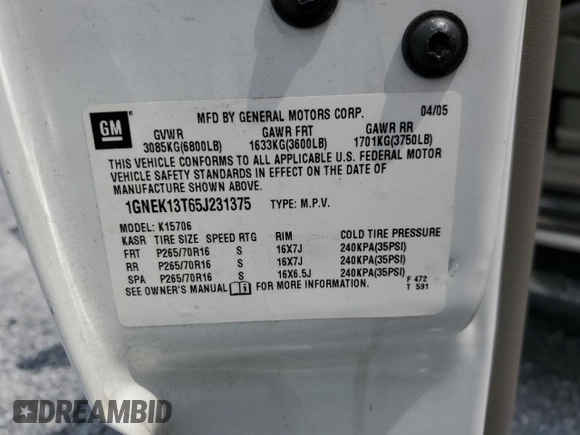 GM
MFD BY GENERAL MOTORS CORP. 04/05
GVWR GAWR FRT GAWR RR
3085KG(6800LB) 1633KG(3600LB) 1701KG(3750LB)
THIS VEHICLE CONFORMS TO ALL APPLICABLE U.S. FEDERAL MOTOR
VEHICLE SAFETY STANDARDS IN EFFECT ON THE DATE OF
MANUFACTURE SHOWN ABOVE.
1GNEK13T65J231375 TYPE: M.P.V.
MODEL: K15706
KASR TIRE SIZE SPEED RTG RIM COLD TIRE PRESSURE
FRT P265/70R16 S 16X7J 240KPA(35PSI)
RR P265/70R16 S 16X7J 240KPA(35PSI)
SPA P265/70R16 S 16X6.5J 240KPA(35PSI)
SEE OWNER'S MANUAL FOR MORE INFORMATION.
F 472
T 591
DREAMBID